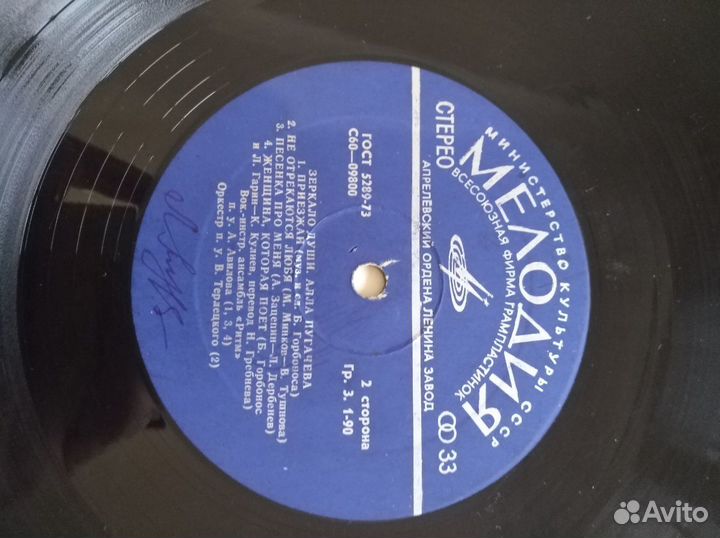 МИНИСТЕРСТВО КУЛЬТУРЫ СССР
МЕЛОДИЯ
ВСЕСОЮЗНАЯ ФИРМА ГРАМПЛАСТИНОК
АПРЕЛЕВСКИЙ ОРДЕНА ЛЕНИНА ЗАВОД
СТЕРЕО
33
ГОСТ 5289-73
С60—09800
2 сторона
Гр. 3. 1-90
ЗЕРКАЛО ДУШИ. АЛЛА ПУГАЧЕВА
1. ПРИЕЗЖАЙ (муз. и сл. Б. Горбоноса)
2. НЕ ОТРЕКАЮТСЯ ЛЮБЯ (М. Минков—В. Тушнова)
3. ПЕСЕНКА ПРО МЕНЯ (А. Зацепин—Л. Дербенев)
4. ЖЕНЩИНА, КОТОРАЯ ПОЕТ (Б. Горбонос
и Л. Гарин—К. Кулиев, перевод Н. Гребнева)
Вок.-инстр. ансамбль «Ритм»
п. у. А. Авилова (1, 3, 4)
Оркестр п. у. В. Терлецкого (2)
Avito